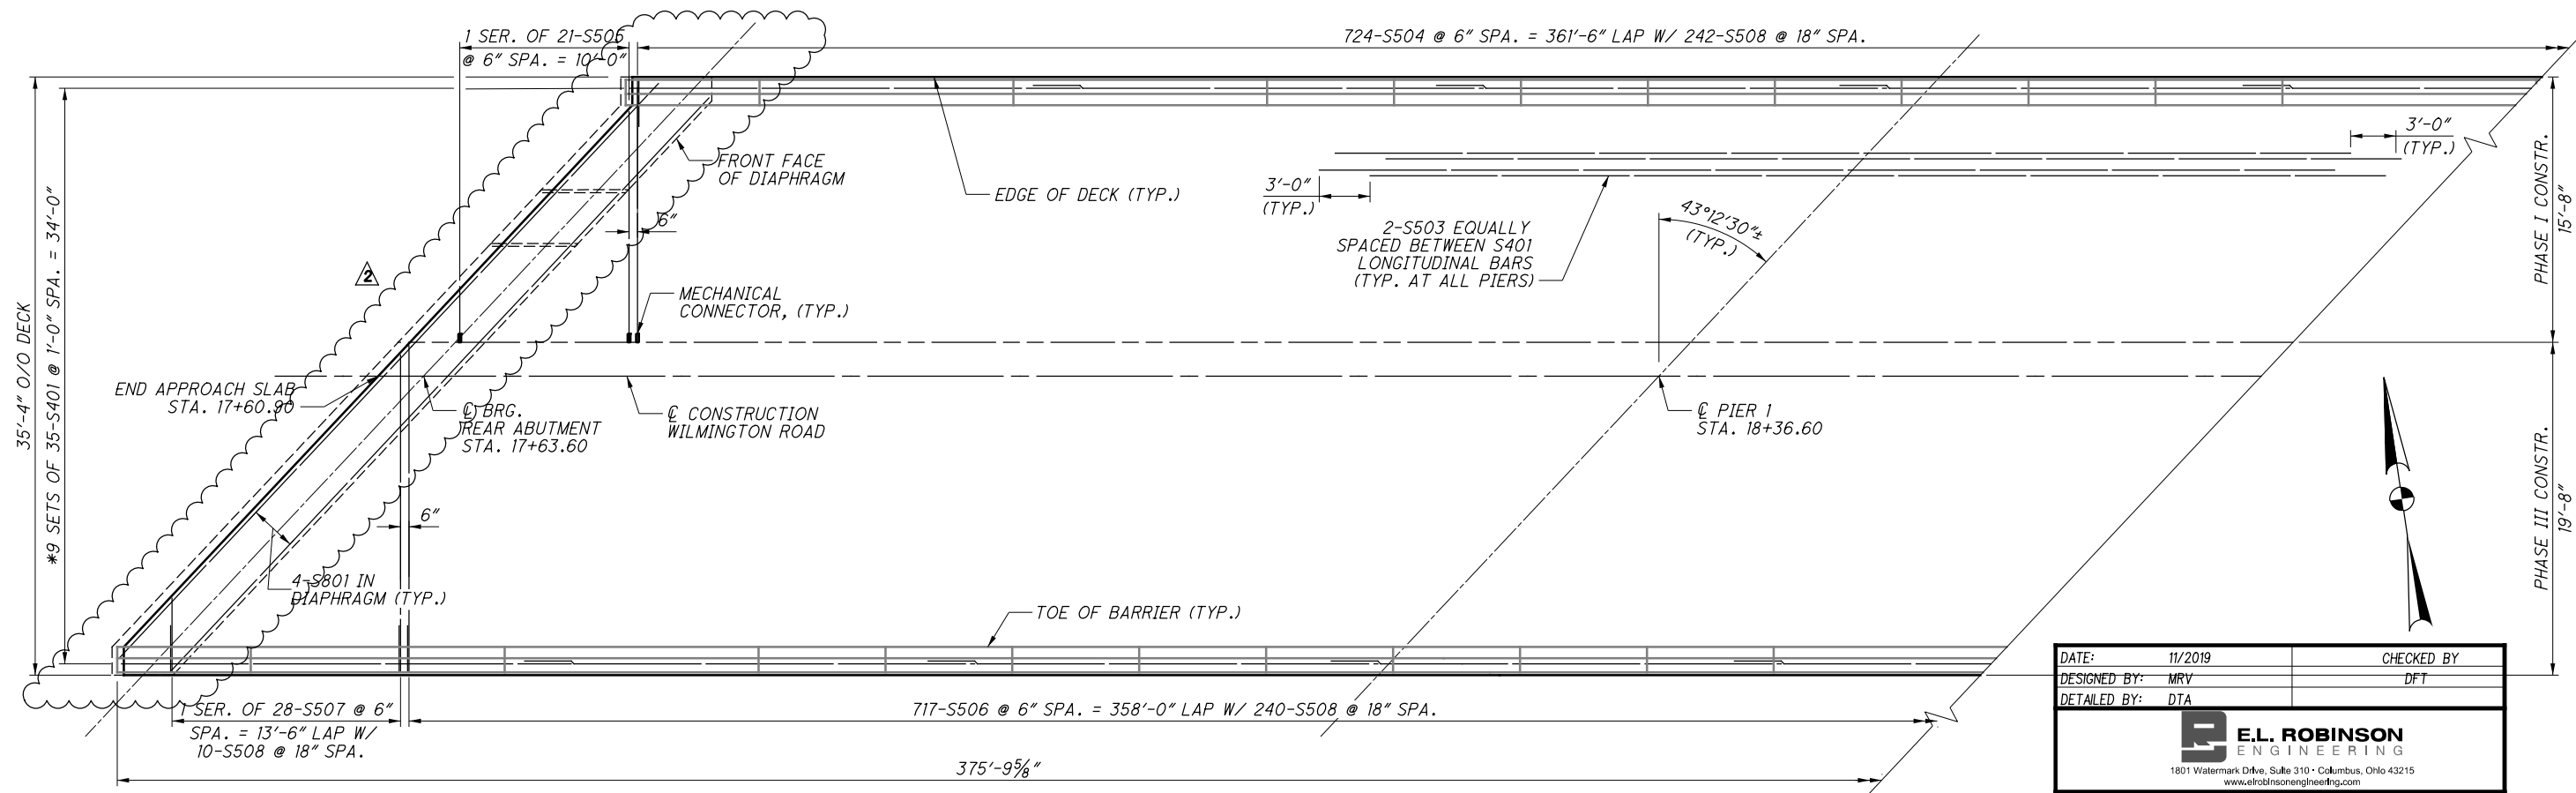 1 SER. OF 21-S505
@ 6" SPA. = 10'-0"
724-S504 @ 6" SPA. = 361'-6" LAP W/ 242-S508 @ 18" SPA.
35'-4" O/O DECK
*9 SETS OF 35-S401 @ 1'-0" SPA. = 34'-0"
FRONT FACE
OF DIAPHRAGM
EDGE OF DECK (TYP.)
3'-0"
(TYP.)
3'-0"
(TYP.)
2-S503 EQUALLY
SPACED BETWEEN S401
LONGITUDINAL BARS
(TYP. AT ALL PIERS)
43°12'30"±
(TYP.)
PHASE I CONSTR.
15'-8"
6"
2
MECHANICAL
CONNECTOR, (TYP.)
END APPROACH SLAB
STA. 17+60.90
℄ BRG.
REAR ABUTMENT
STA. 17+63.60
℄ CONSTRUCTION
WILMINGTON ROAD
℄ PIER 1
STA. 18+36.60
PHASE III CONSTR.
19'-8"
6"
4-S801 IN
DIAPHRAGM (TYP.)
TOE OF BARRIER (TYP.)
1 SER. OF 28-S507 @ 6"
SPA. = 13'-6" LAP W/
10-S508 @ 18" SPA.
717-S506 @ 6" SPA. = 358'-0" LAP W/ 240-S508 @ 18" SPA.
375'-9⅝"
DATE: 11/2019 CHECKED BY
DESIGNED BY: MRV DFT
DETAILED BY: DTA
E.L. ROBINSON
ENGINEERING
1801 Watermark Drive, Suite 310 • Columbus, Ohio 43215
www.elrobinsonengineering.com